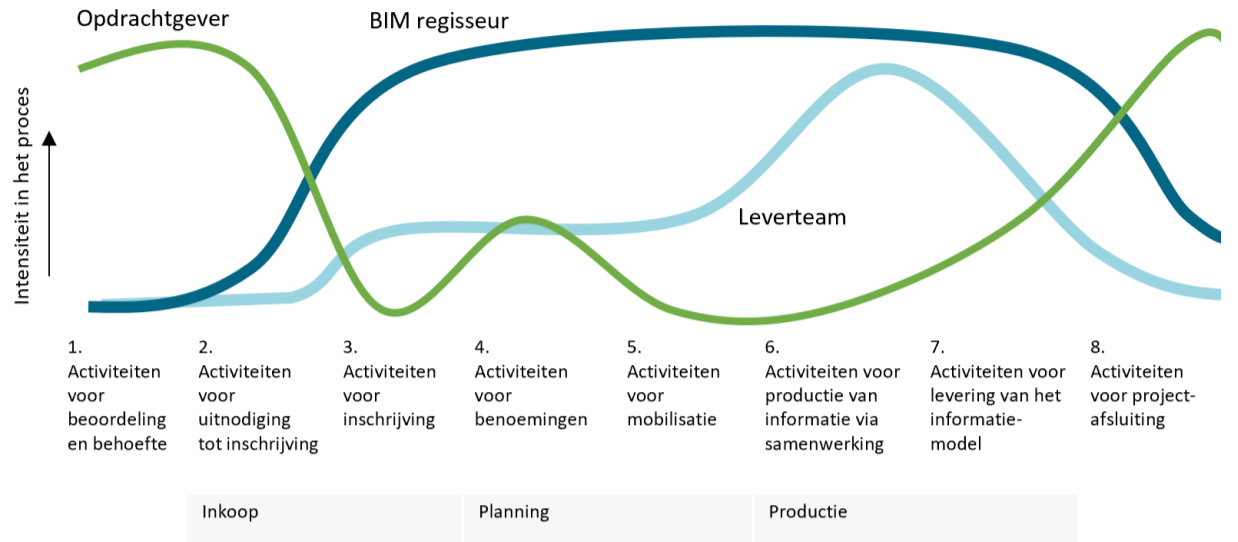 Opdrachtgever
BIM regisseur
Intensiteit in het proces
Leverteam
1.
Activiteiten
voor
beoordeling
en behoefte
2.
Activiteiten
voor
uitnodiging
tot inschrijving
3.
Activiteiten
voor
inschrijving
4.
Activiteiten
voor
benoemingen
5.
Activiteiten
voor
mobilisatie
6.
Activiteiten voor
productie van
informatie via
samenwerking
7.
Activiteiten voor
levering van het
informatie-
model
8.
Activiteiten
voor project-
afsluiting
Inkoop
Planning
Productie